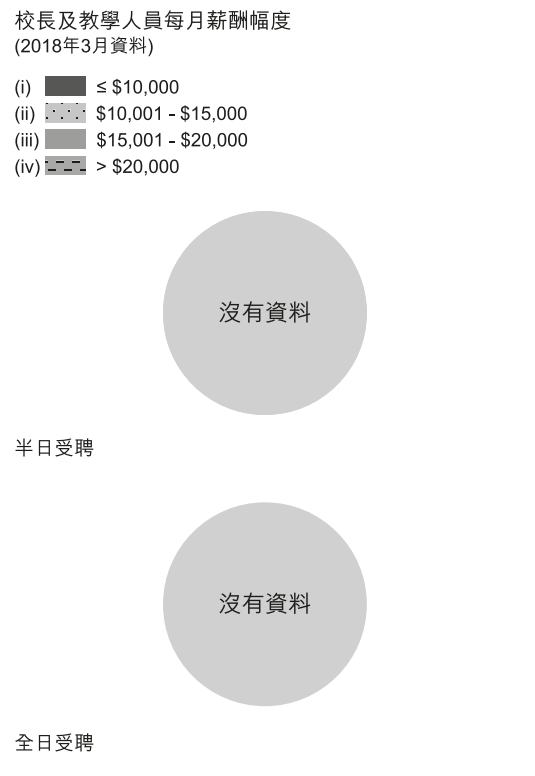 校長及教學人員每月薪酬幅度
(2018年3月資料)
(i) ≤ $10,000
(ii) $10,001 - $15,000
(iii) $15,001 - $20,000
(iv) > $20,000
沒有資料
半日受聘
沒有資料
全日受聘